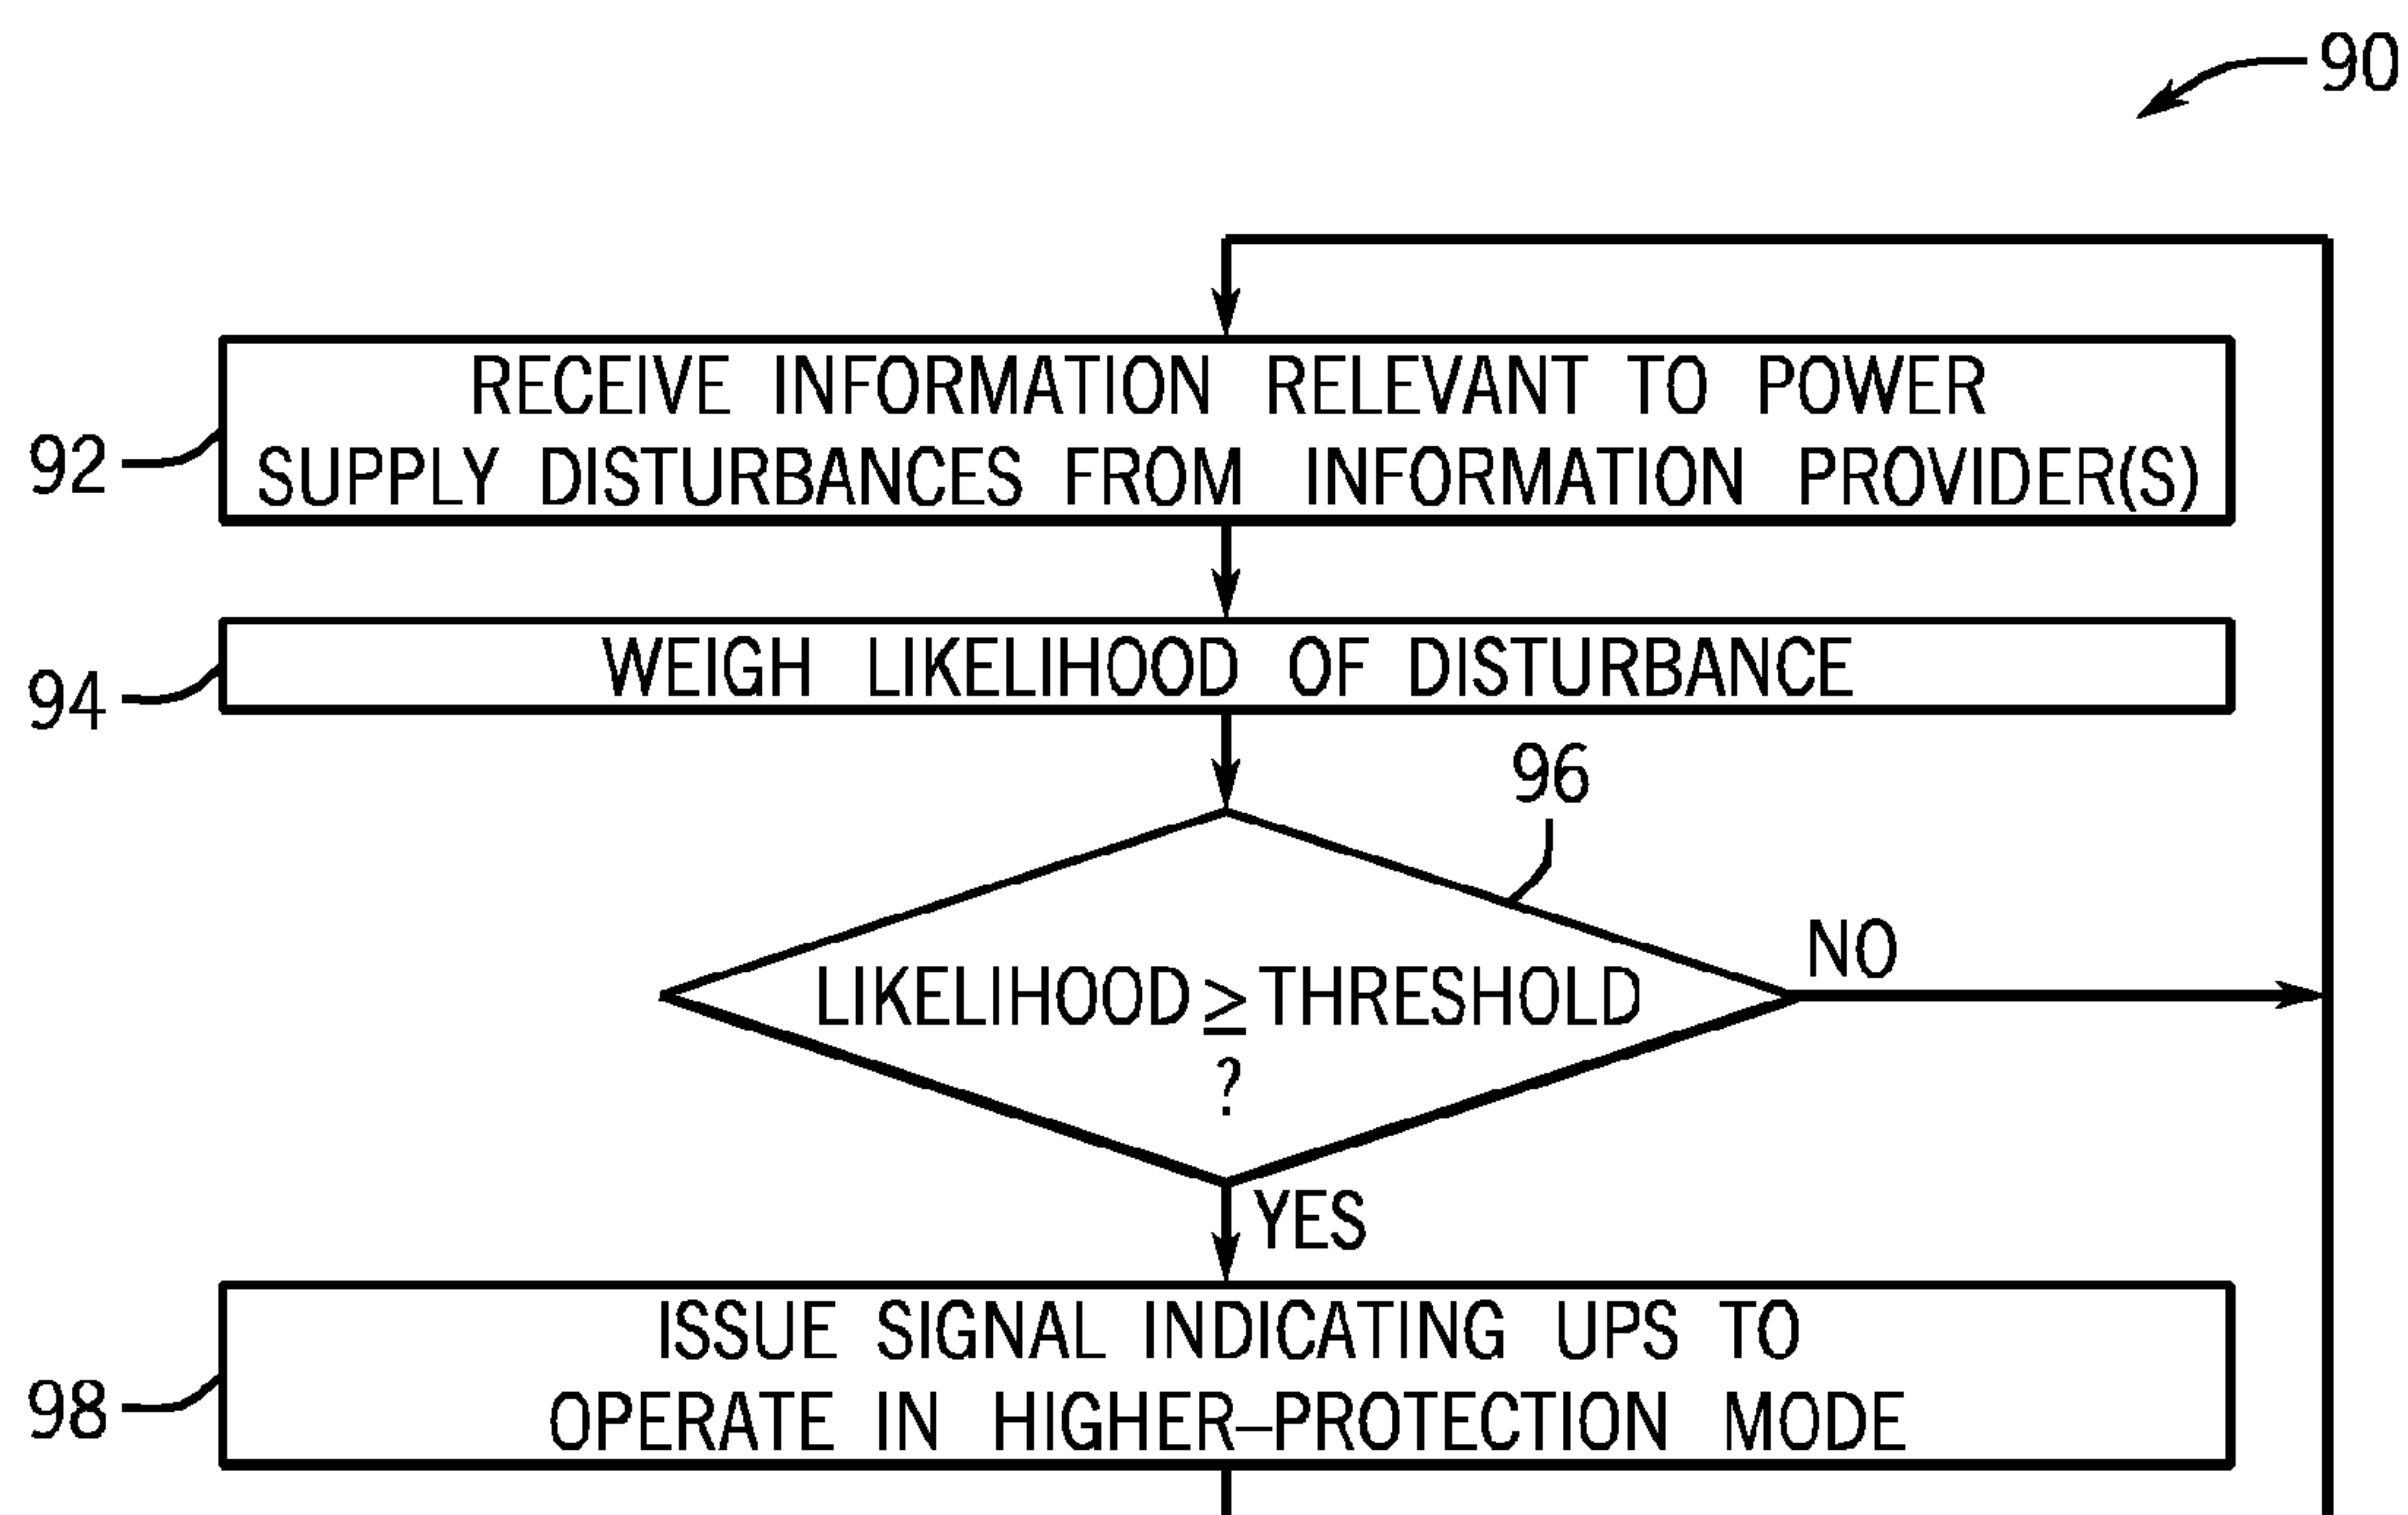 90
RECEIVE INFORMATION RELEVANT TO POWER
92
SUPPLY DISTURBANCES FROM INFORMATION PROVIDER(S)
WEIGH LIKELIHOOD OF DISTURBANCE
94
96
NO
LIKELIHOOD ≥ THRESHOLD
?
YES
ISSUE SIGNAL INDICATING UPS TO
98
OPERATE IN HIGHER–PROTECTION MODE